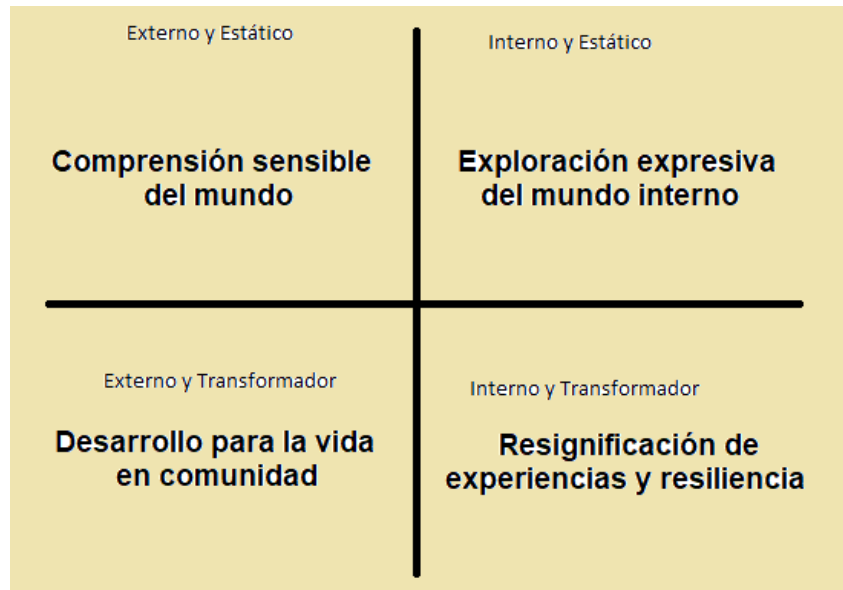 Externo y Estático
Interno y Estático
Comprensión sensible
del mundo
Exploración expresiva
del mundo interno
Externo y Transformador
Interno y Transformador
Desarrollo para la vida
en comunidad
Resignificación de
experiencias y resiliencia